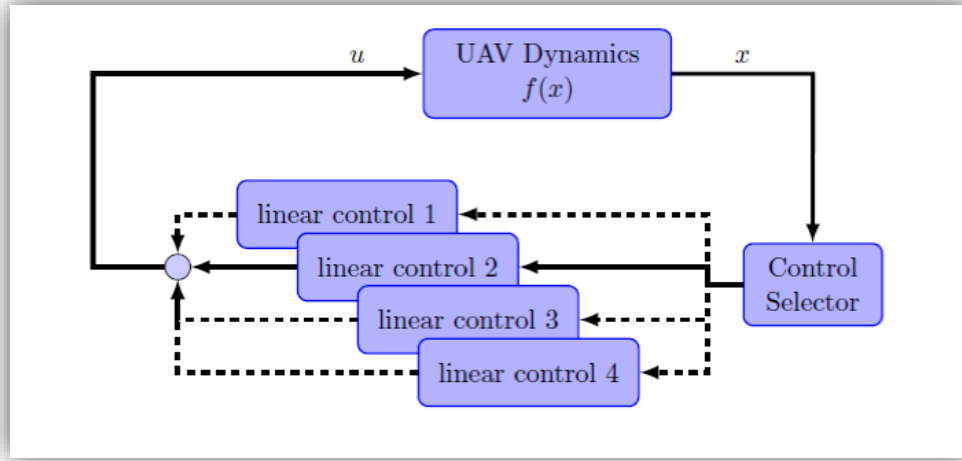 u
UAV Dynamics
f(x)
x
linear control 1
linear control 2
linear control 3
linear control 4
Control
Selector